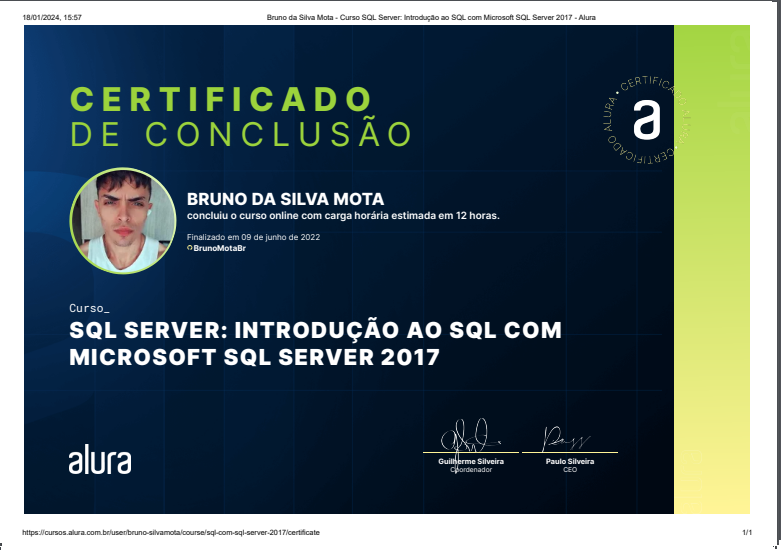 18/01/2024, 15:57
Bruno da Silva Mota - Curso SQL Server: Introdução ao SQL com Microsoft SQL Server 2017 - Alura
CERTIFICADO
DE CONCLUSÃO
ALURA • CERTIFICADO
CERTIFICADO
a
BRUNO DA SILVA MOTA
concluiu o curso online com carga horária estimada em 12 horas.
Finalizado em 09 de junho de 2022
BrunoMotaBr
Curso_
SQL SERVER: INTRODUÇÃO AO SQL COM
MICROSOFT SQL SERVER 2017
alura
Guilherme Silveira
Coordenador
Paulo Silveira
CEO
https://cursos.alura.com.br/user/bruno-silvamota/course/sql-com-sql-server-2017/certificate
1/1